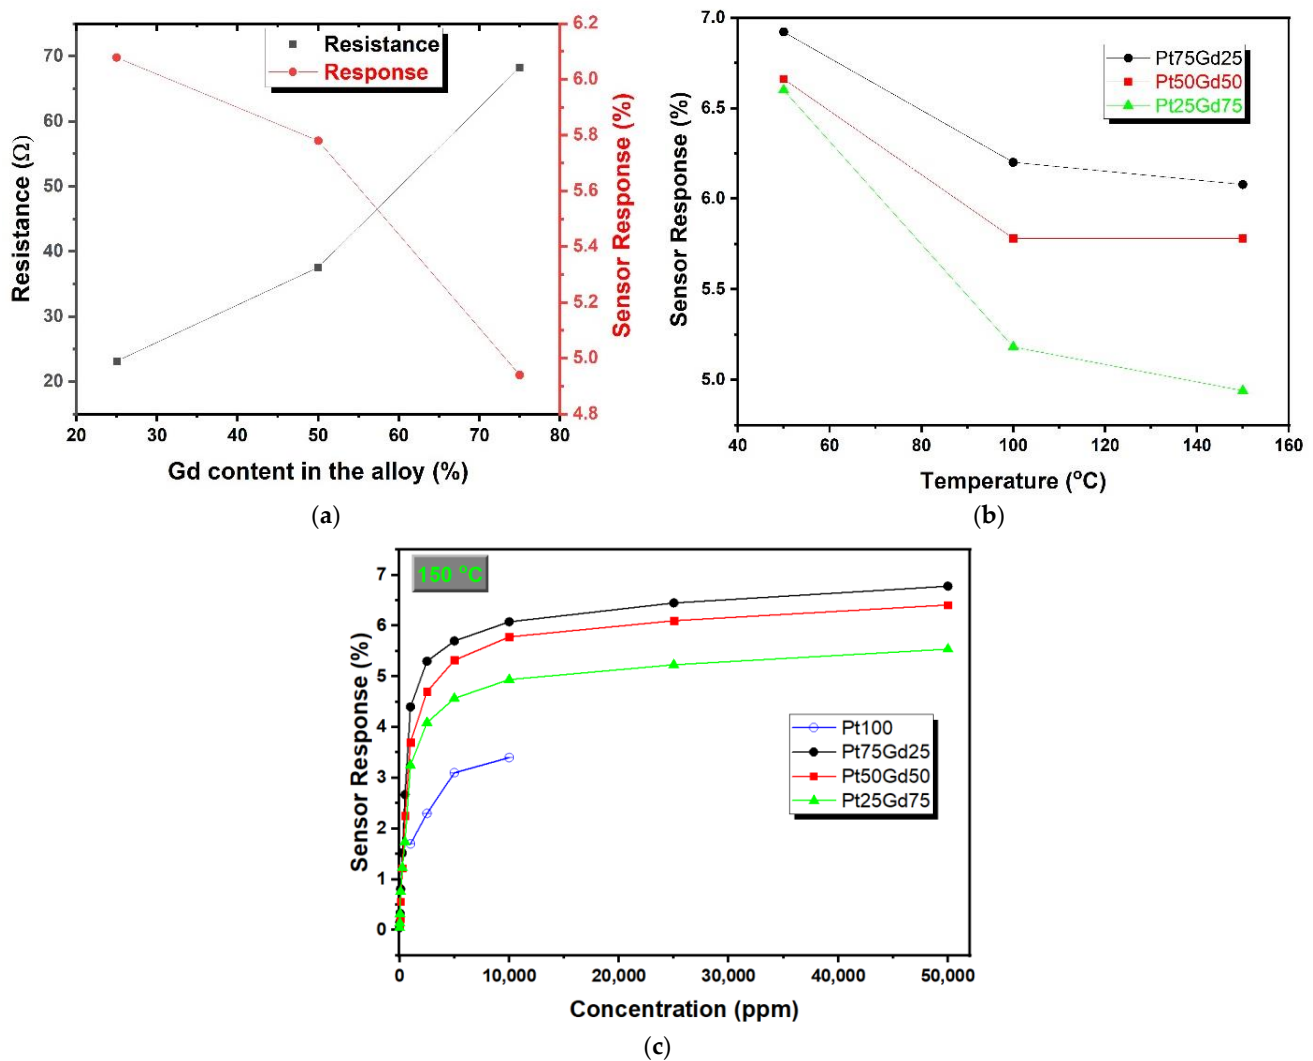 Resistance
Response
70
60
50
40
30
20
Resistance (Ω)
6.2
6.0
5.8
5.6
5.4
5.2
5.0
4.8
Sensor Response (%)
20 30 40 50 60 70 80
Gd content in the alloy (%)
(a)
Pt75Gd25
Pt50Gd50
Pt25Gd75
7.0
6.5
6.0
5.5
5.0
Sensor Response (%)
40 60 80 100 120 140 160
Temperature (°C)
(b)
150 °C
7
6
5
4
3
2
1
0
Sensor Response (%)
Pt100
Pt75Gd25
Pt50Gd50
Pt25Gd75
0 10,000 20,000 30,000 40,000 50,000
Concentration (ppm)
(c)